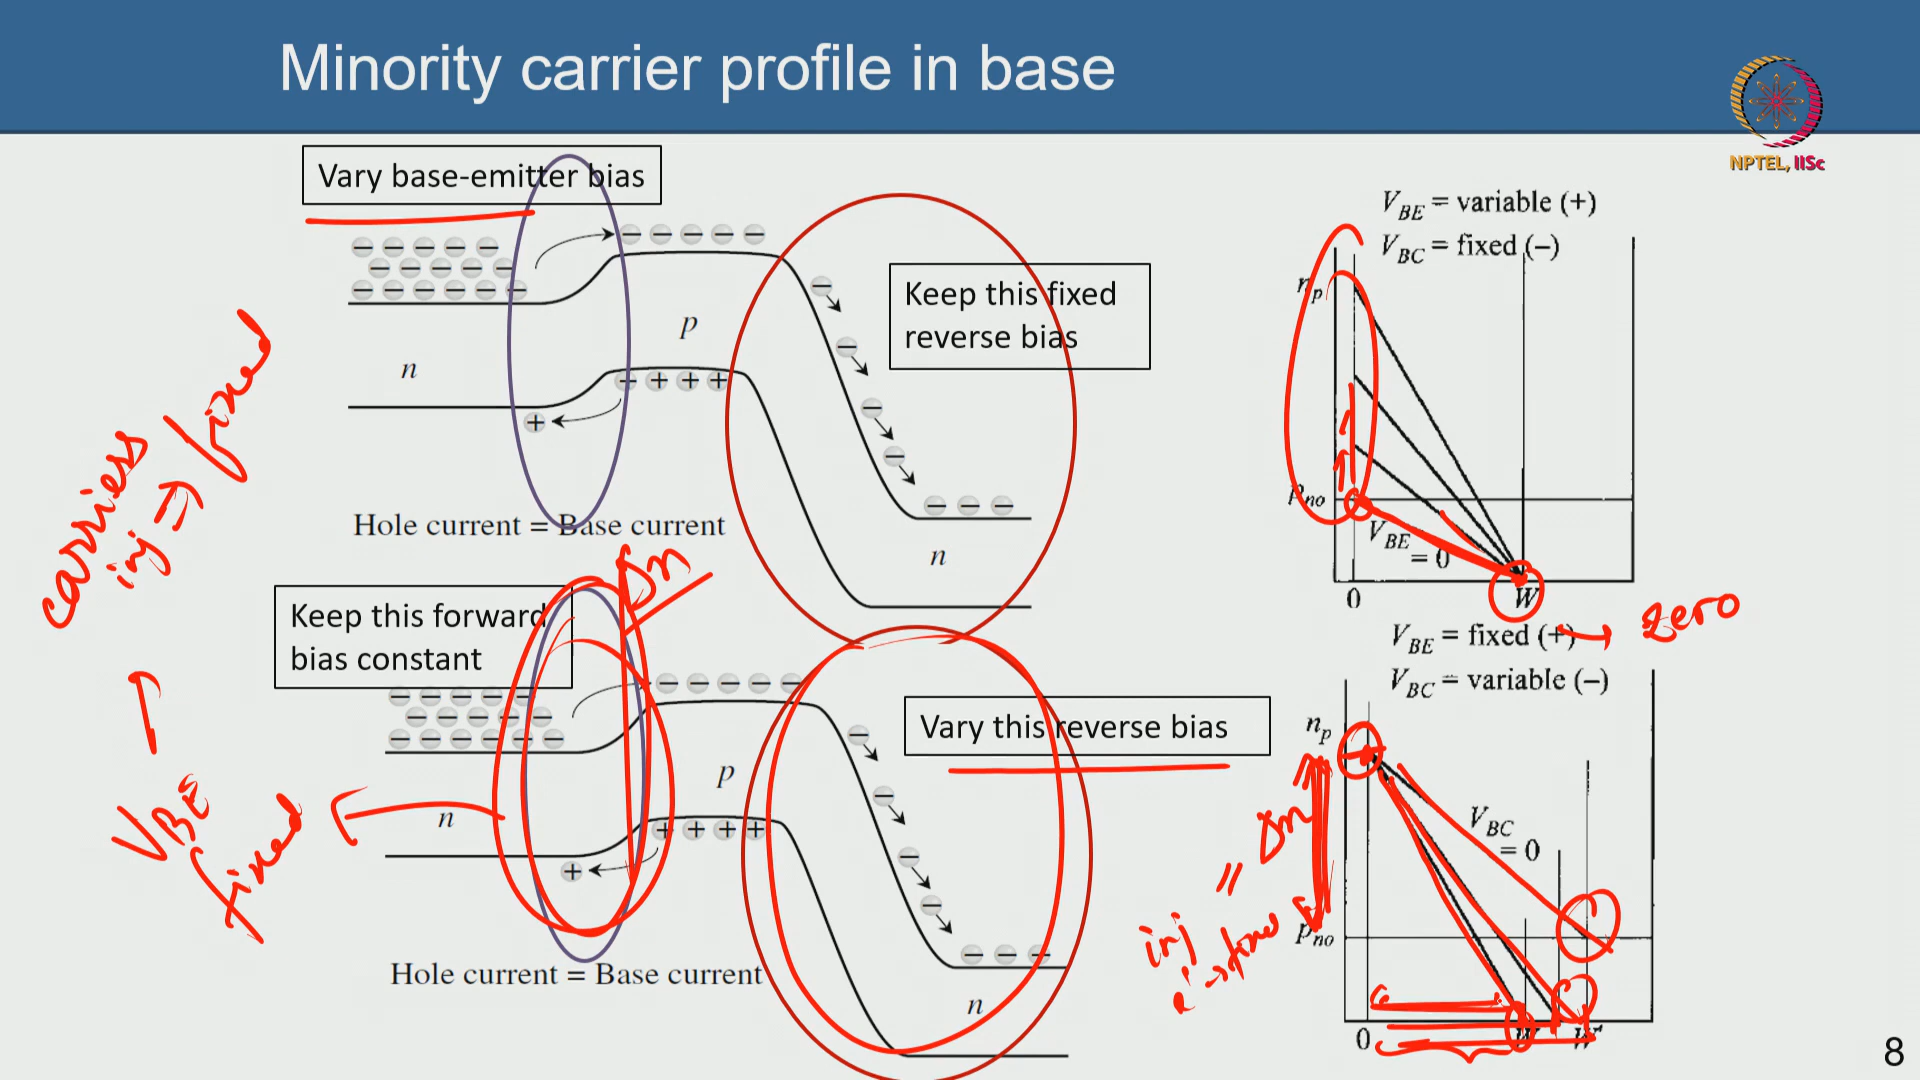 Minority carrier profile in base
NPTEL, IISc
Vary base-emitter bias
Keep this fixed
reverse bias
n
p
n
Hole current = Base current
carriers
inj → fixed
V_BE
fixed
Keep this forward
bias constant
Δn
Vary this reverse bias
n
p
n
Hole current = Base current
V_BE = variable (+)
V_BC = fixed (–)
n_p
p_no
V_BE
= 0
0
W
zero
V_BE = fixed (+)
V_BC = variable (–)
n_p
V_BC
= 0
Δn
=
inj
p_no
0
W
W'
8